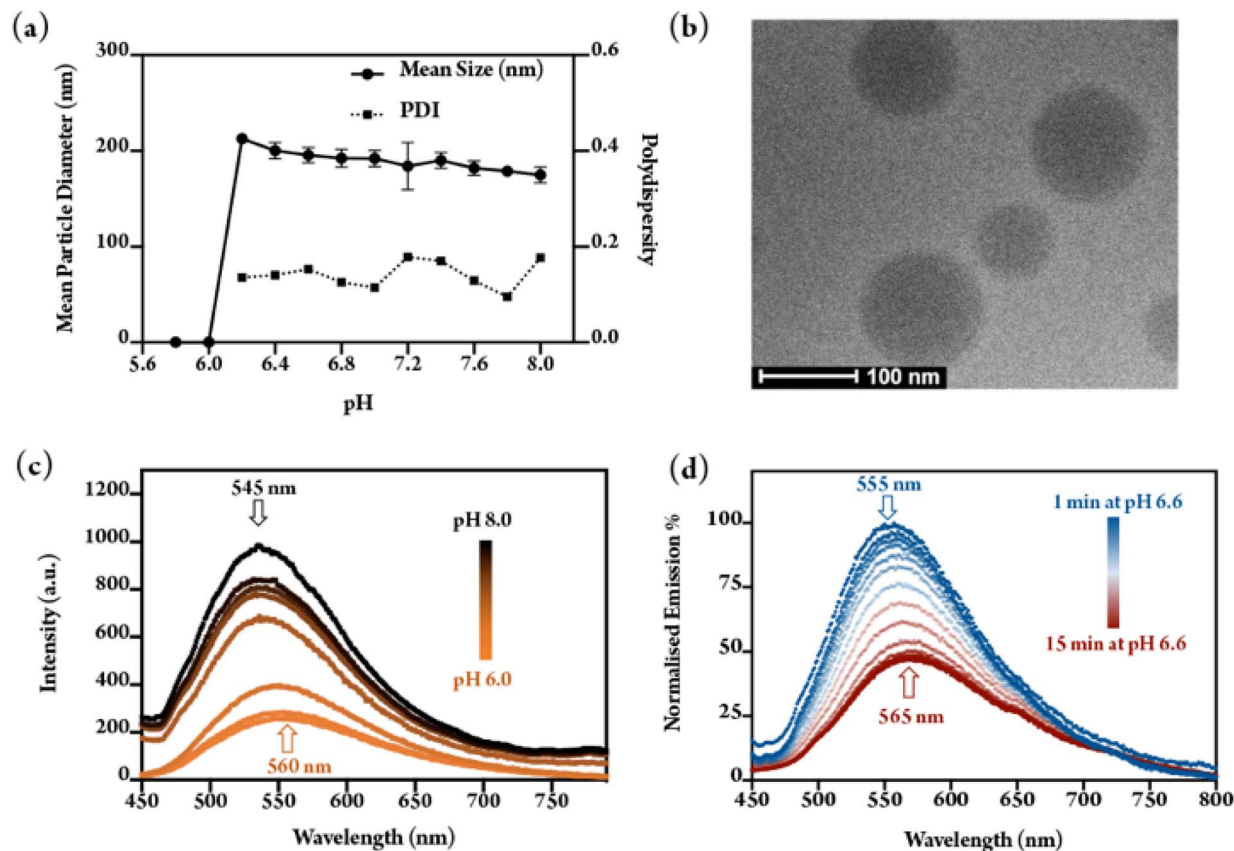 (a)
300
200
100
0
Mean Particle Diameter (nm)
Mean Size (nm)
PDI
0.6
0.4
0.2
0.0
Polydispersity
5.6 6.0 6.4 6.8 7.2 7.6 8.0
pH
(b)
100 nm
(c)
1200
1000
800
600
400
200
0
Intensity (a.u.)
545 nm
pH 8.0
pH 6.0
560 nm
450 500 550 600 650 700 750
Wavelength (nm)
(d)
100
75
50
25
0
Normalised Emission %
555 nm
1 min at pH 6.6
15 min at pH 6.6
565 nm
450 500 550 600 650 700 750 800
Wavelength (nm)